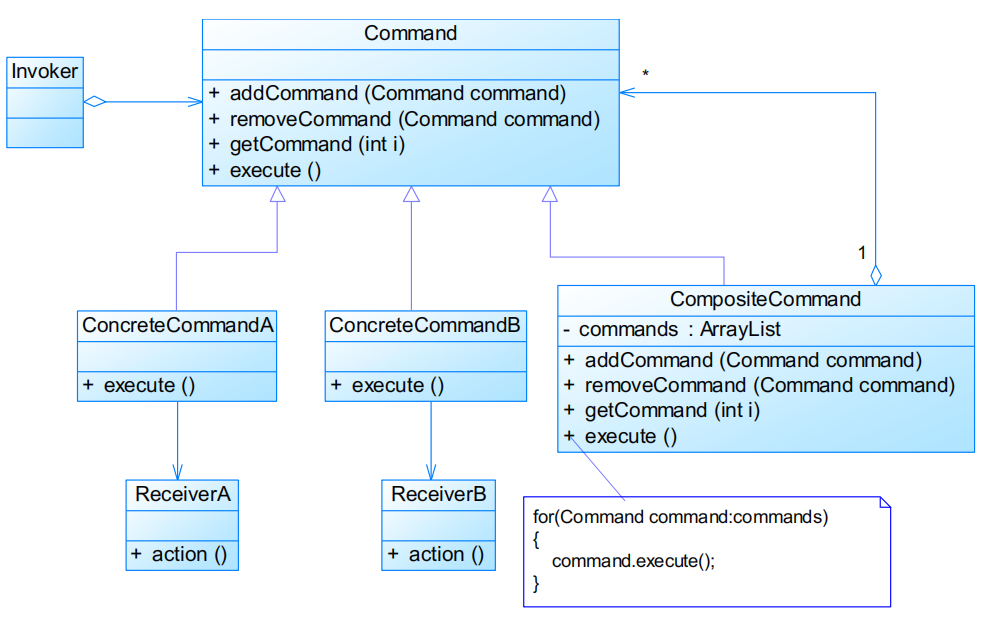 Command
+ addCommand (Command command)
+ removeCommand (Command command)
+ getCommand (int i)
+ execute ()
Invoker
*
1
ConcreteCommandA
+ execute ()
ConcreteCommandB
+ execute ()
CompositeCommand
- commands : ArrayList
+ addCommand (Command command)
+ removeCommand (Command command)
+ getCommand (int i)
+ execute ()
ReceiverA
+ action ()
ReceiverB
+ action ()
for(Command command:commands)
{
command.execute();
}